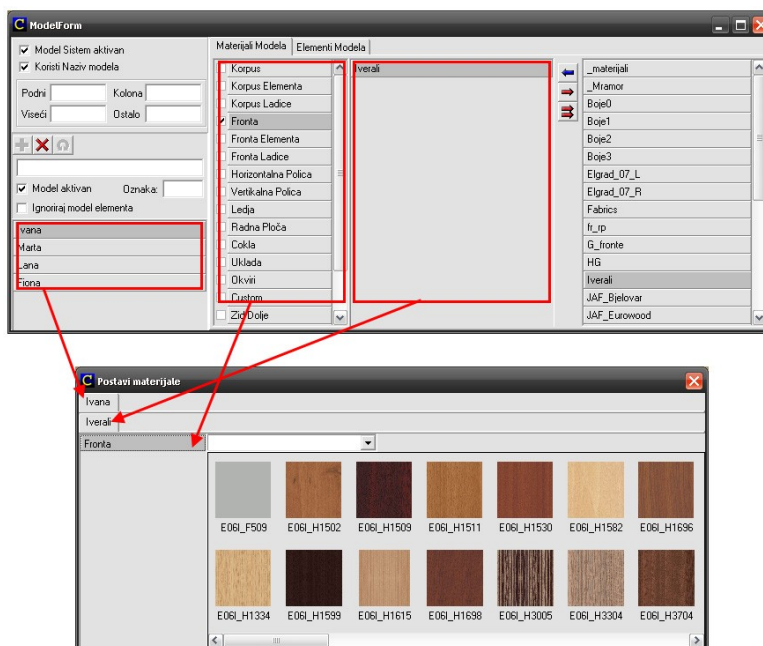 ModelForm
Model Sistem aktivan
Koristi Naziv modela
Podni
Kolona
Viseći
Ostalo
Model aktivan
Oznaka:
Ignoriraj model elementa
Ivana
Marta
Lana
Fiona
Materijali Modela
Elementi Modela
Korpus
Korpus Elementa
Korpus Ladice
Fronta
Fronta Elementa
Fronta Ladice
Horizontalna Polica
Vertikalna Polica
Ledja
Radna Ploča
Cokla
Uklada
Okviri
Custom
Zid Dolje
Iverali
_materijali
_Mramor
Boje0
Boje1
Boje2
Boje3
Elgrad_07_L
Elgrad_07_R
Fabrics
fr_rp
G_fronte
HG
Iverali
JAF_Bjelovar
JAF_Eurowood
Postavi materijale
Ivana
Iverali
Fronta
E06I_F509 E06I_H1502 E06I_H1509 E06I_H1511 E06I_H1530 E06I_H1582 E06I_H1696
E06I_H1334 E06I_H1599 E06I_H1615 E06I_H1698 E06I_H3005 E06I_H3304 E06I_H3704